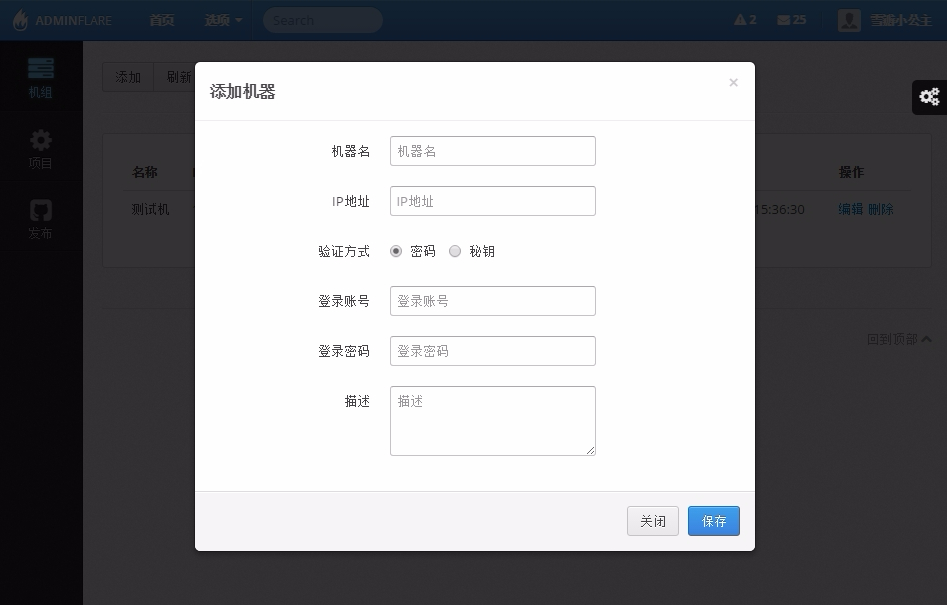 ADMINFLARE 首页 选项 Search 2 25 雪雁小公主
机组
项目
发布
添加 刷新
名称 操作
测试机 15:36:30 编辑 删除
回到顶部
添加机器 ×
机器名 机器名
IP地址 IP地址
验证方式 密码 秘钥
登录账号 登录账号
登录密码 登录密码
描述 描述
关闭 保存